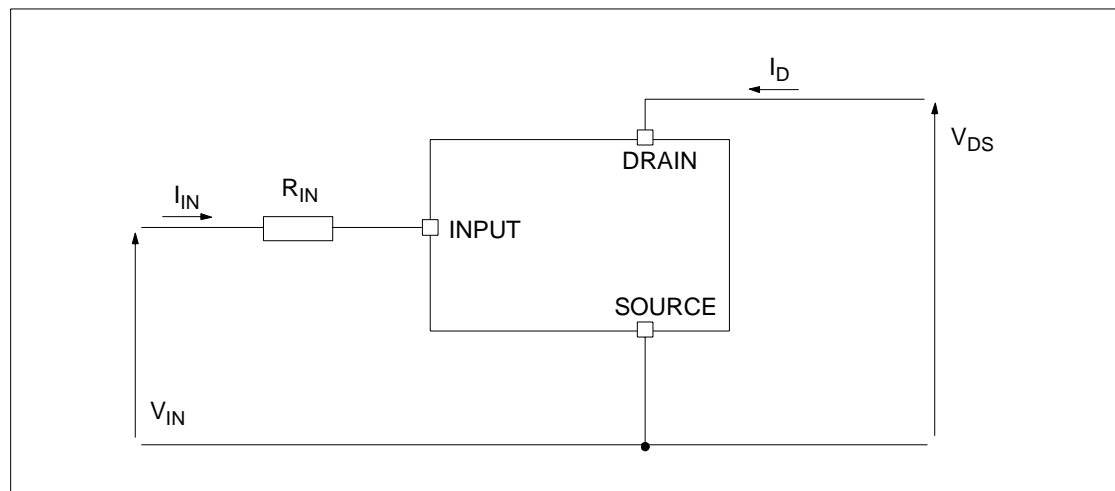 I_D
DRAIN
V_DS
I_IN
R_IN
INPUT
SOURCE
V_IN